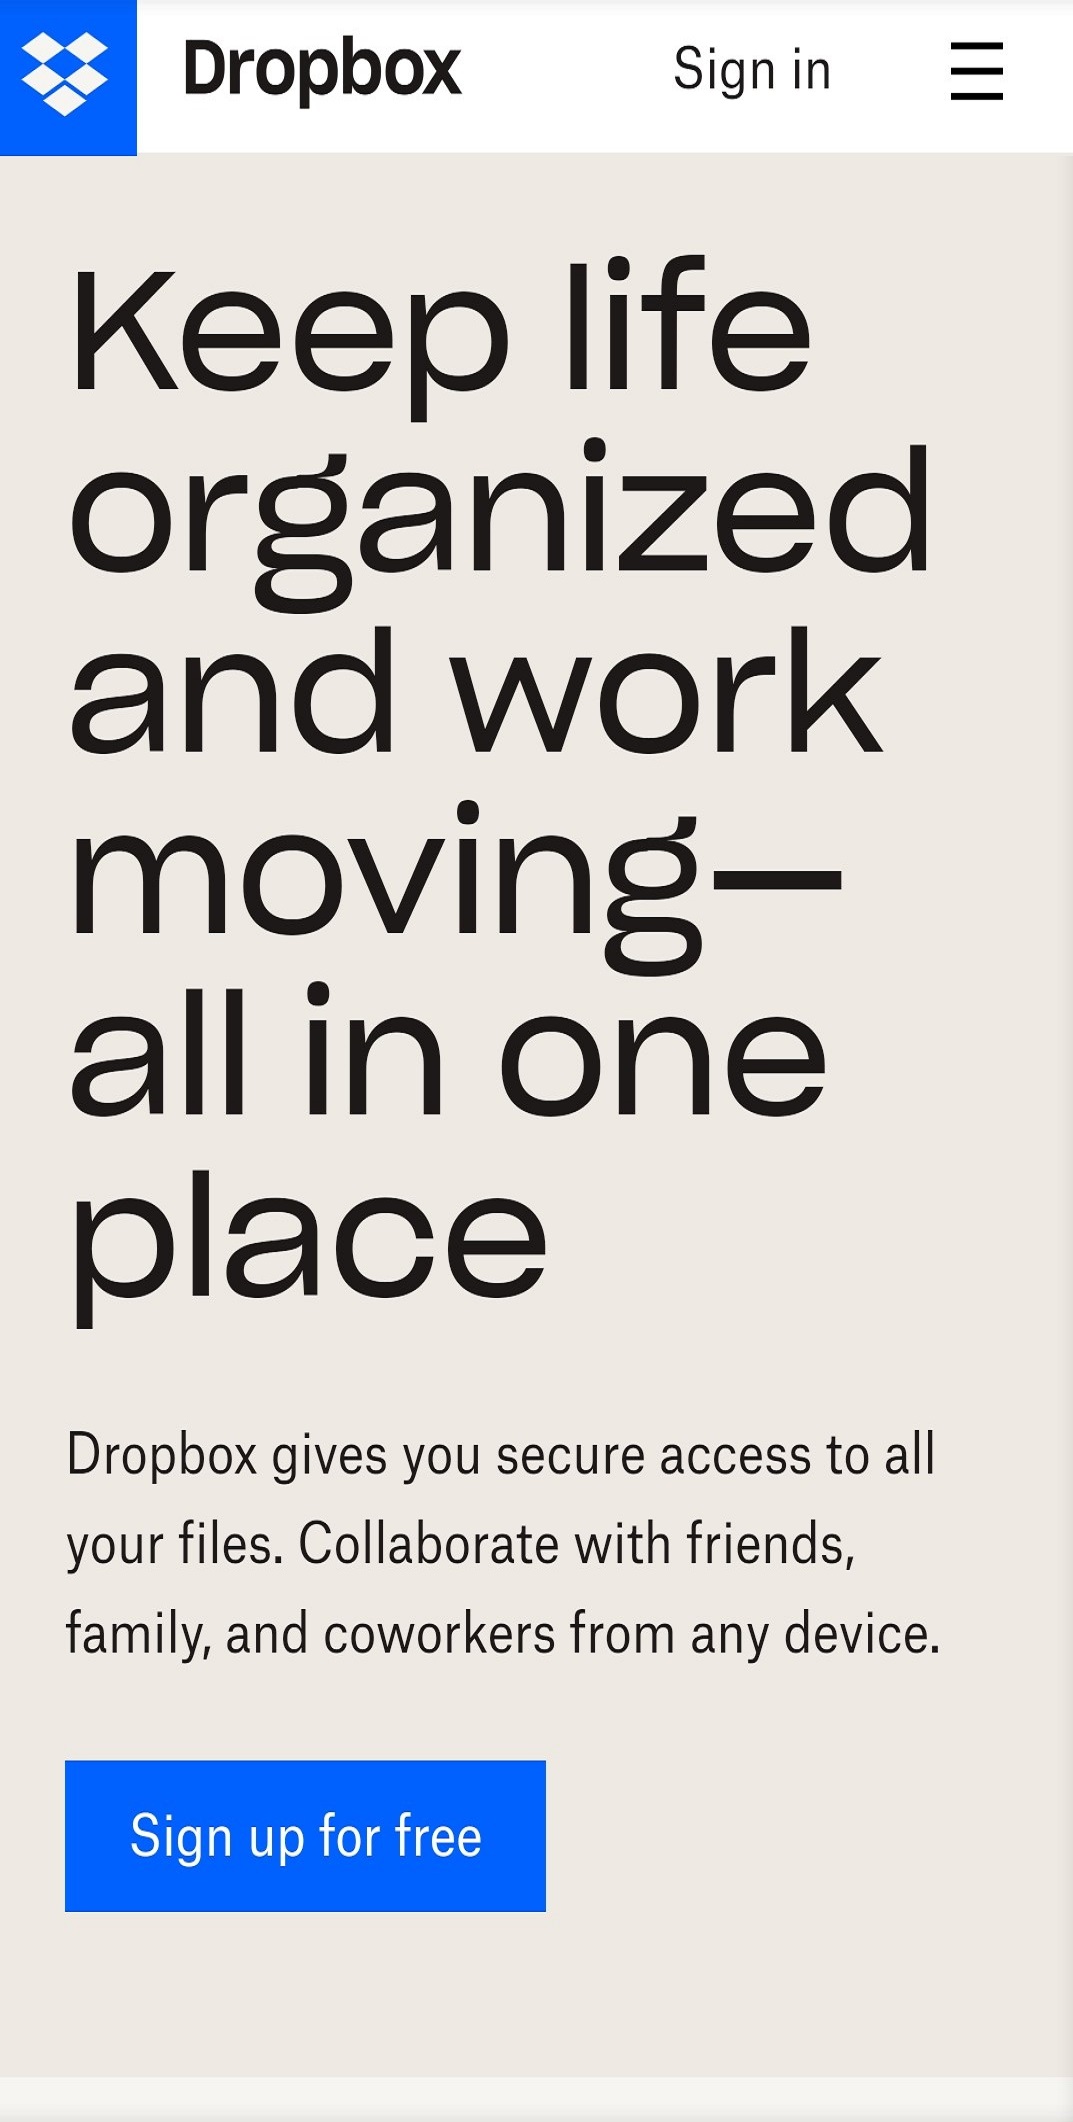 Dropbox
Sign in
Keep life
organized
and work
moving—
all in one
place
Dropbox gives you secure access to all
your files. Collaborate with friends,
family, and coworkers from any device.
Sign up for free